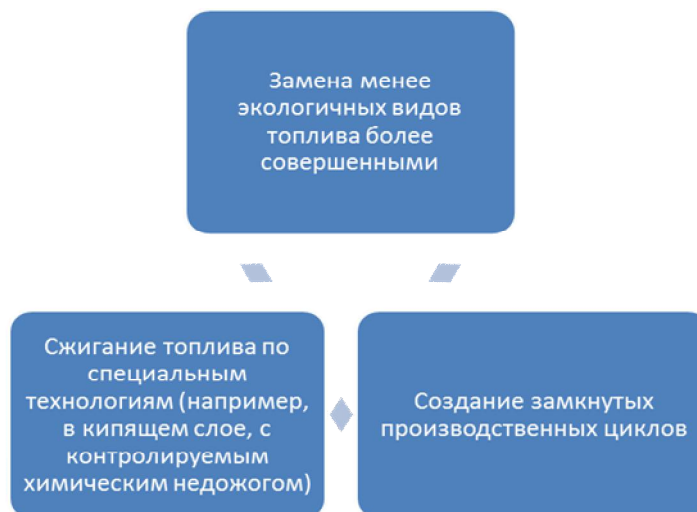 Замена менее
экологичных видов
топлива более
совершенными
Сжигание топлива по
специальным
технологиям (например,
в кипящем слое, с
контролируемым
химическим недожогом)
Создание замкнутых
производственных циклов